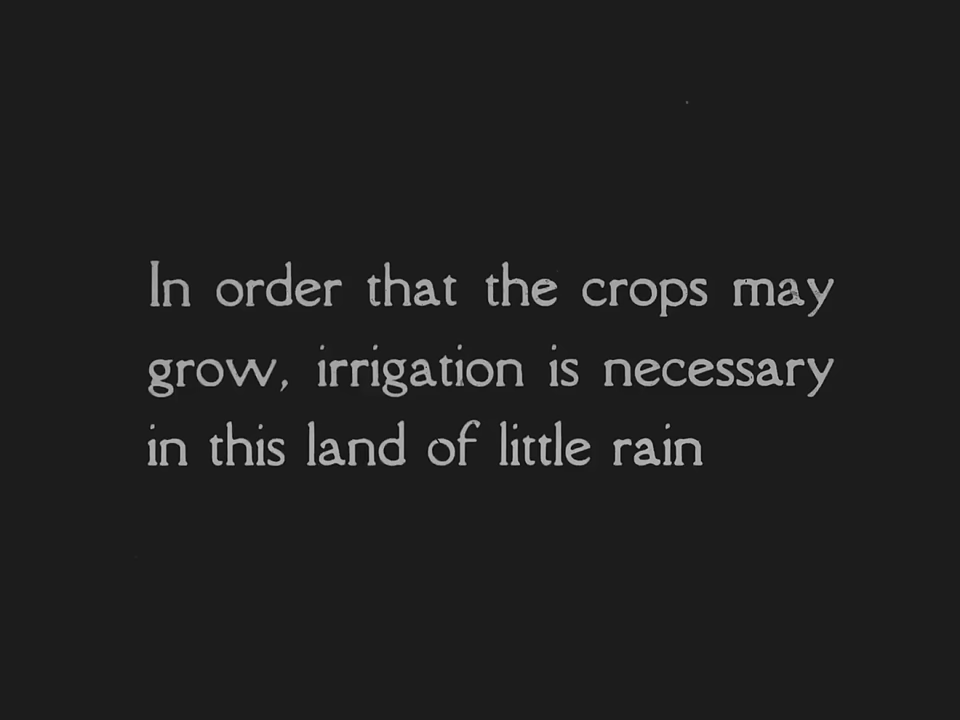 In order that the crops may
grow, irrigation is necessary
in this land of little rain